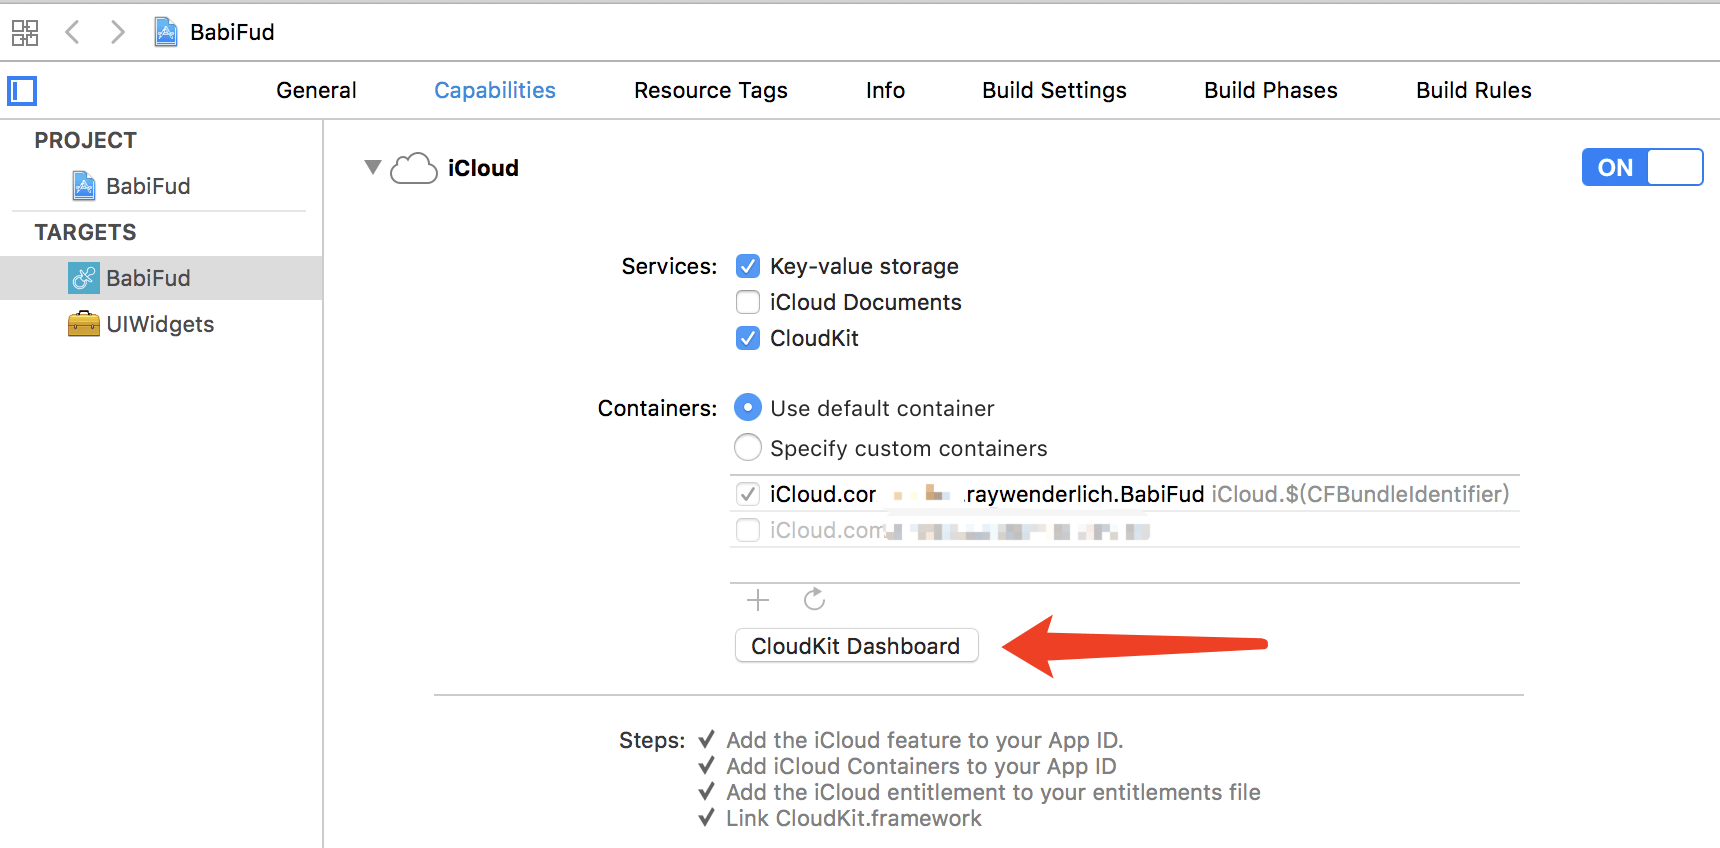 BabiFud
General Capabilities Resource Tags Info Build Settings Build Phases Build Rules
PROJECT
BabiFud
TARGETS
BabiFud
UIWidgets
iCloud
ON
Services: Key-value storage
iCloud Documents
CloudKit
Containers: Use default container
Specify custom containers
iCloud.cor .raywenderlich.BabiFud iCloud.$(CFBundleIdentifier)
iCloud.com
CloudKit Dashboard
Steps: ✓ Add the iCloud feature to your App ID.
✓ Add iCloud Containers to your App ID
✓ Add the iCloud entitlement to your entitlements file
✓ Link CloudKit.framework